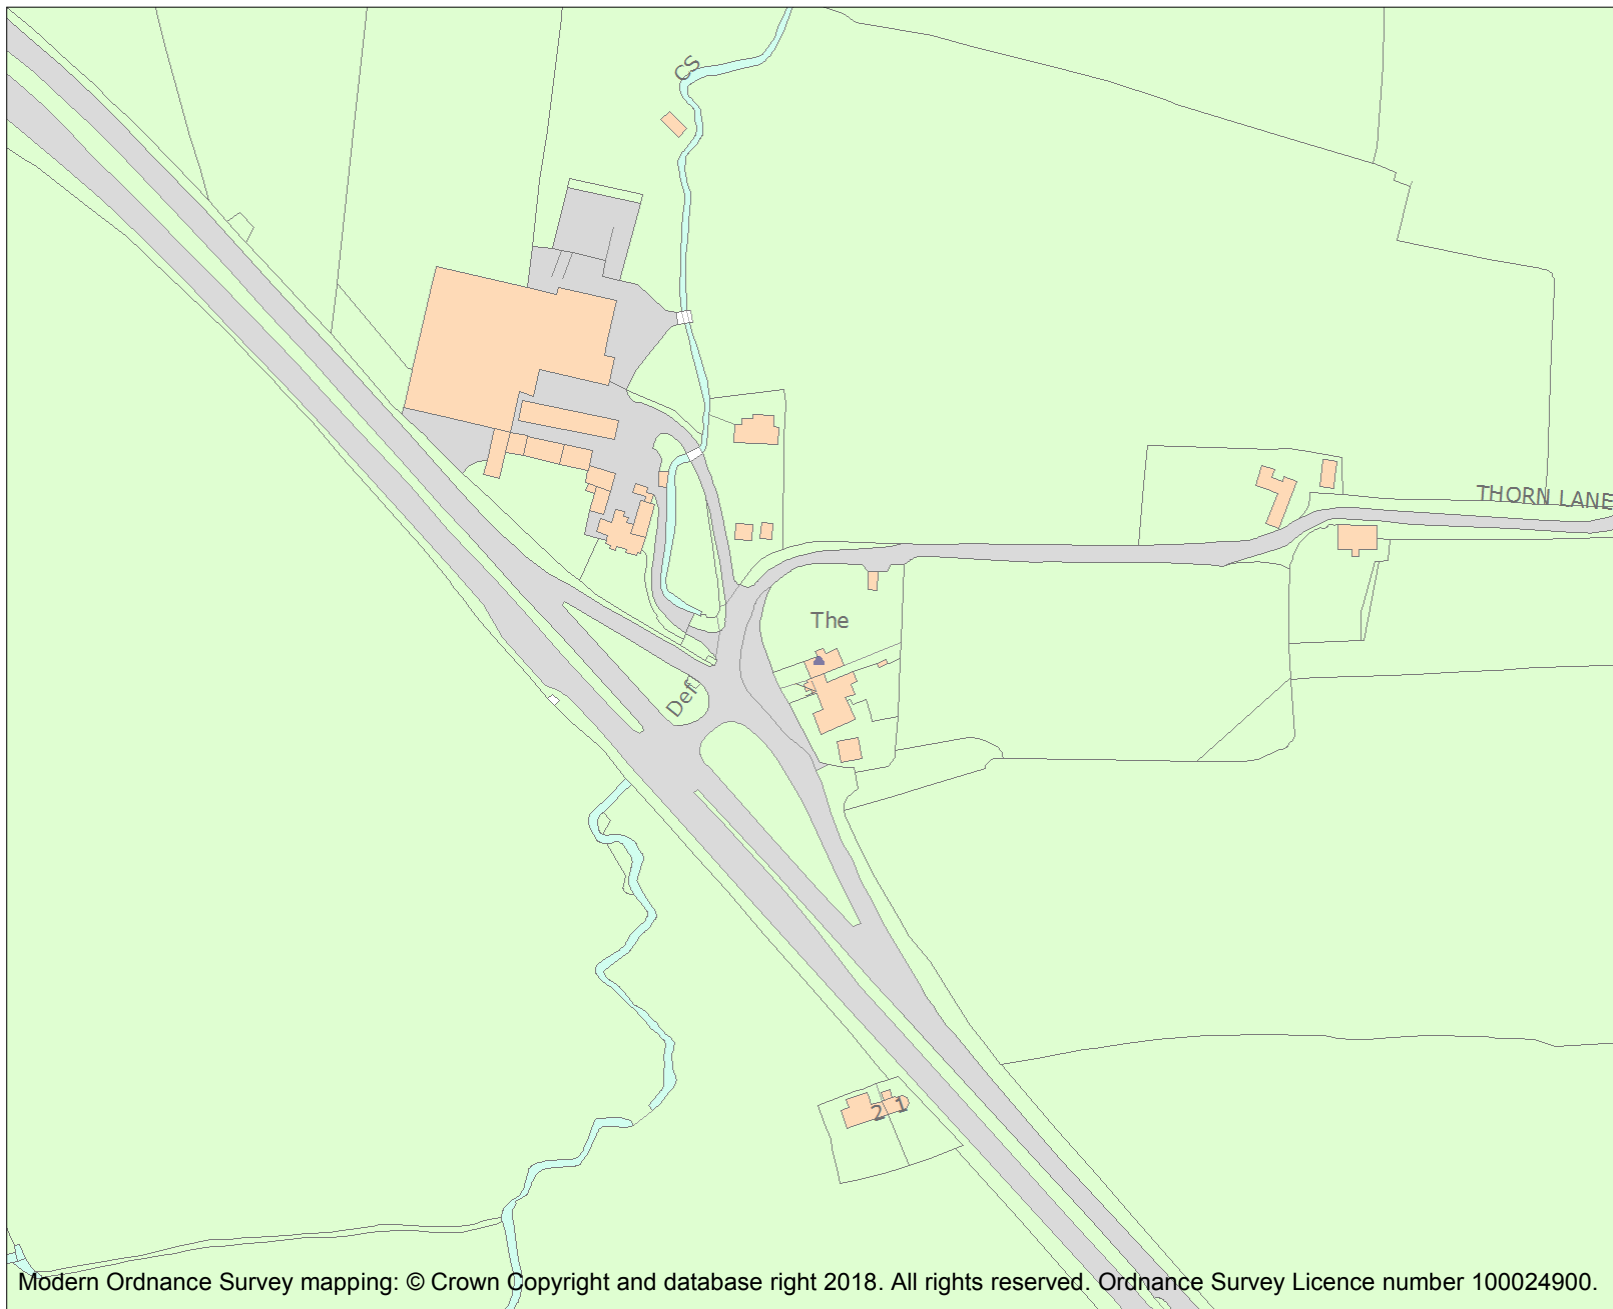 CS
THORN LANE
The
Def
2 1
Modern Ordnance Survey mapping: © Crown Copyright and database right 2018. All rights reserved. Ordnance Survey Licence number 100024900.